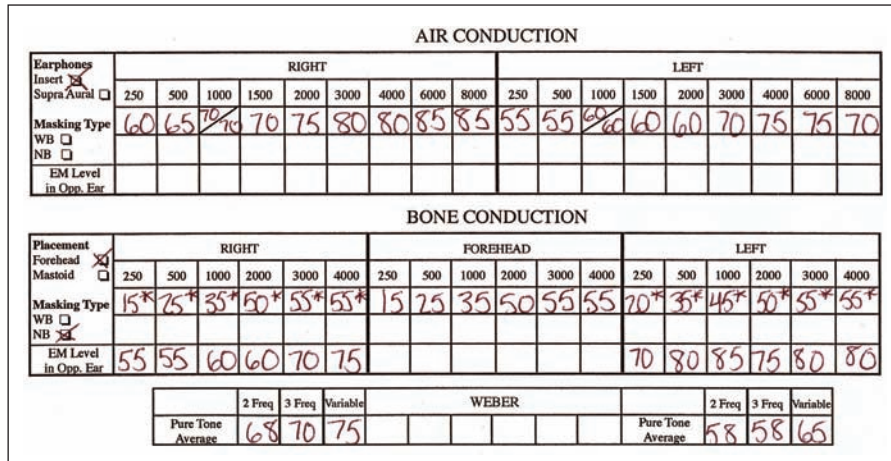 AIR CONDUCTION
Earphones RIGHT LEFT
Insert
Supra Aural 250 500 1000 1500 2000 3000 4000 6000 8000 250 500 1000 1500 2000 3000 4000 6000 8000
Masking Type 60 65 70/70 70 75 80 80 85 85 55 55 60/60 60 60 70 75 75 70
WB
NB
EM Level
in Opp. Ear
BONE CONDUCTION
Placement RIGHT FOREHEAD LEFT
Forehead
Mastoid 250 500 1000 2000 3000 4000 250 500 1000 2000 3000 4000 250 500 1000 2000 3000 4000
Masking Type 15* 25* 35* 50* 55* 55* 15 25 35 50 55 55 20* 35* 45* 50* 55* 55*
WB
NB
EM Level
in Opp. Ear 55 55 60 60 70 75 70 80 85 75 80 80
2 Freq 3 Freq Variable WEBER 2 Freq 3 Freq Variable
Pure Tone
Average 68 70 75 Pure Tone
Average 58 58 65